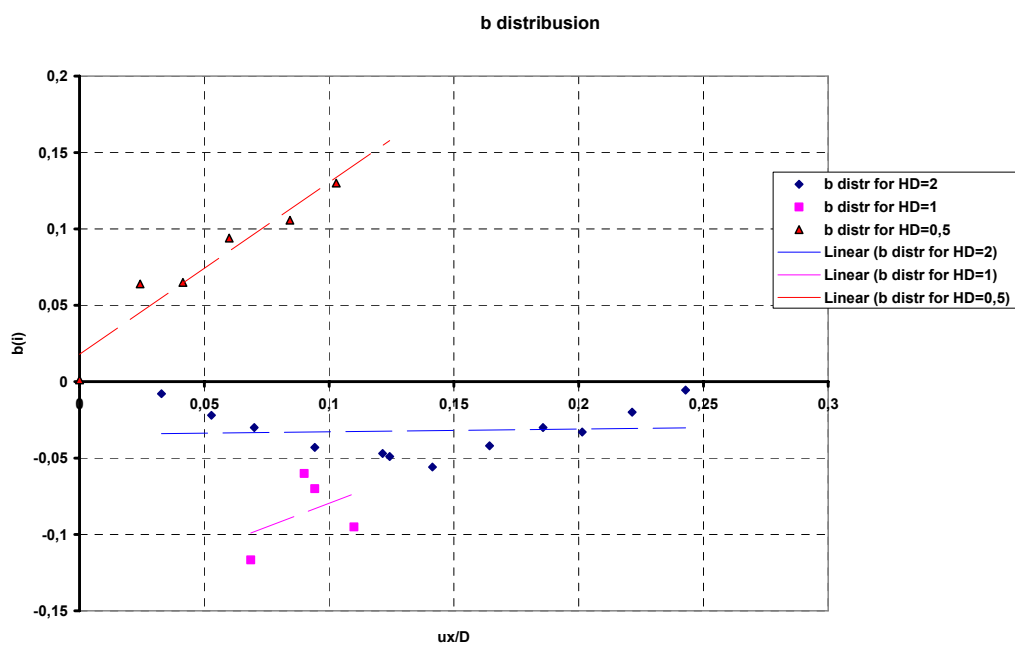 b distribusion
0,2
0,15
0,1
0,05
0
-0,05
-0,1
-0,15
0 0,05 0,1 0,15 0,2 0,25 0,3
b(i)
ux/D
b distr for HD=2
b distr for HD=1
b distr for HD=0,5
Linear (b distr for HD=2)
Linear (b distr for HD=1)
Linear (b distr for HD=0,5)